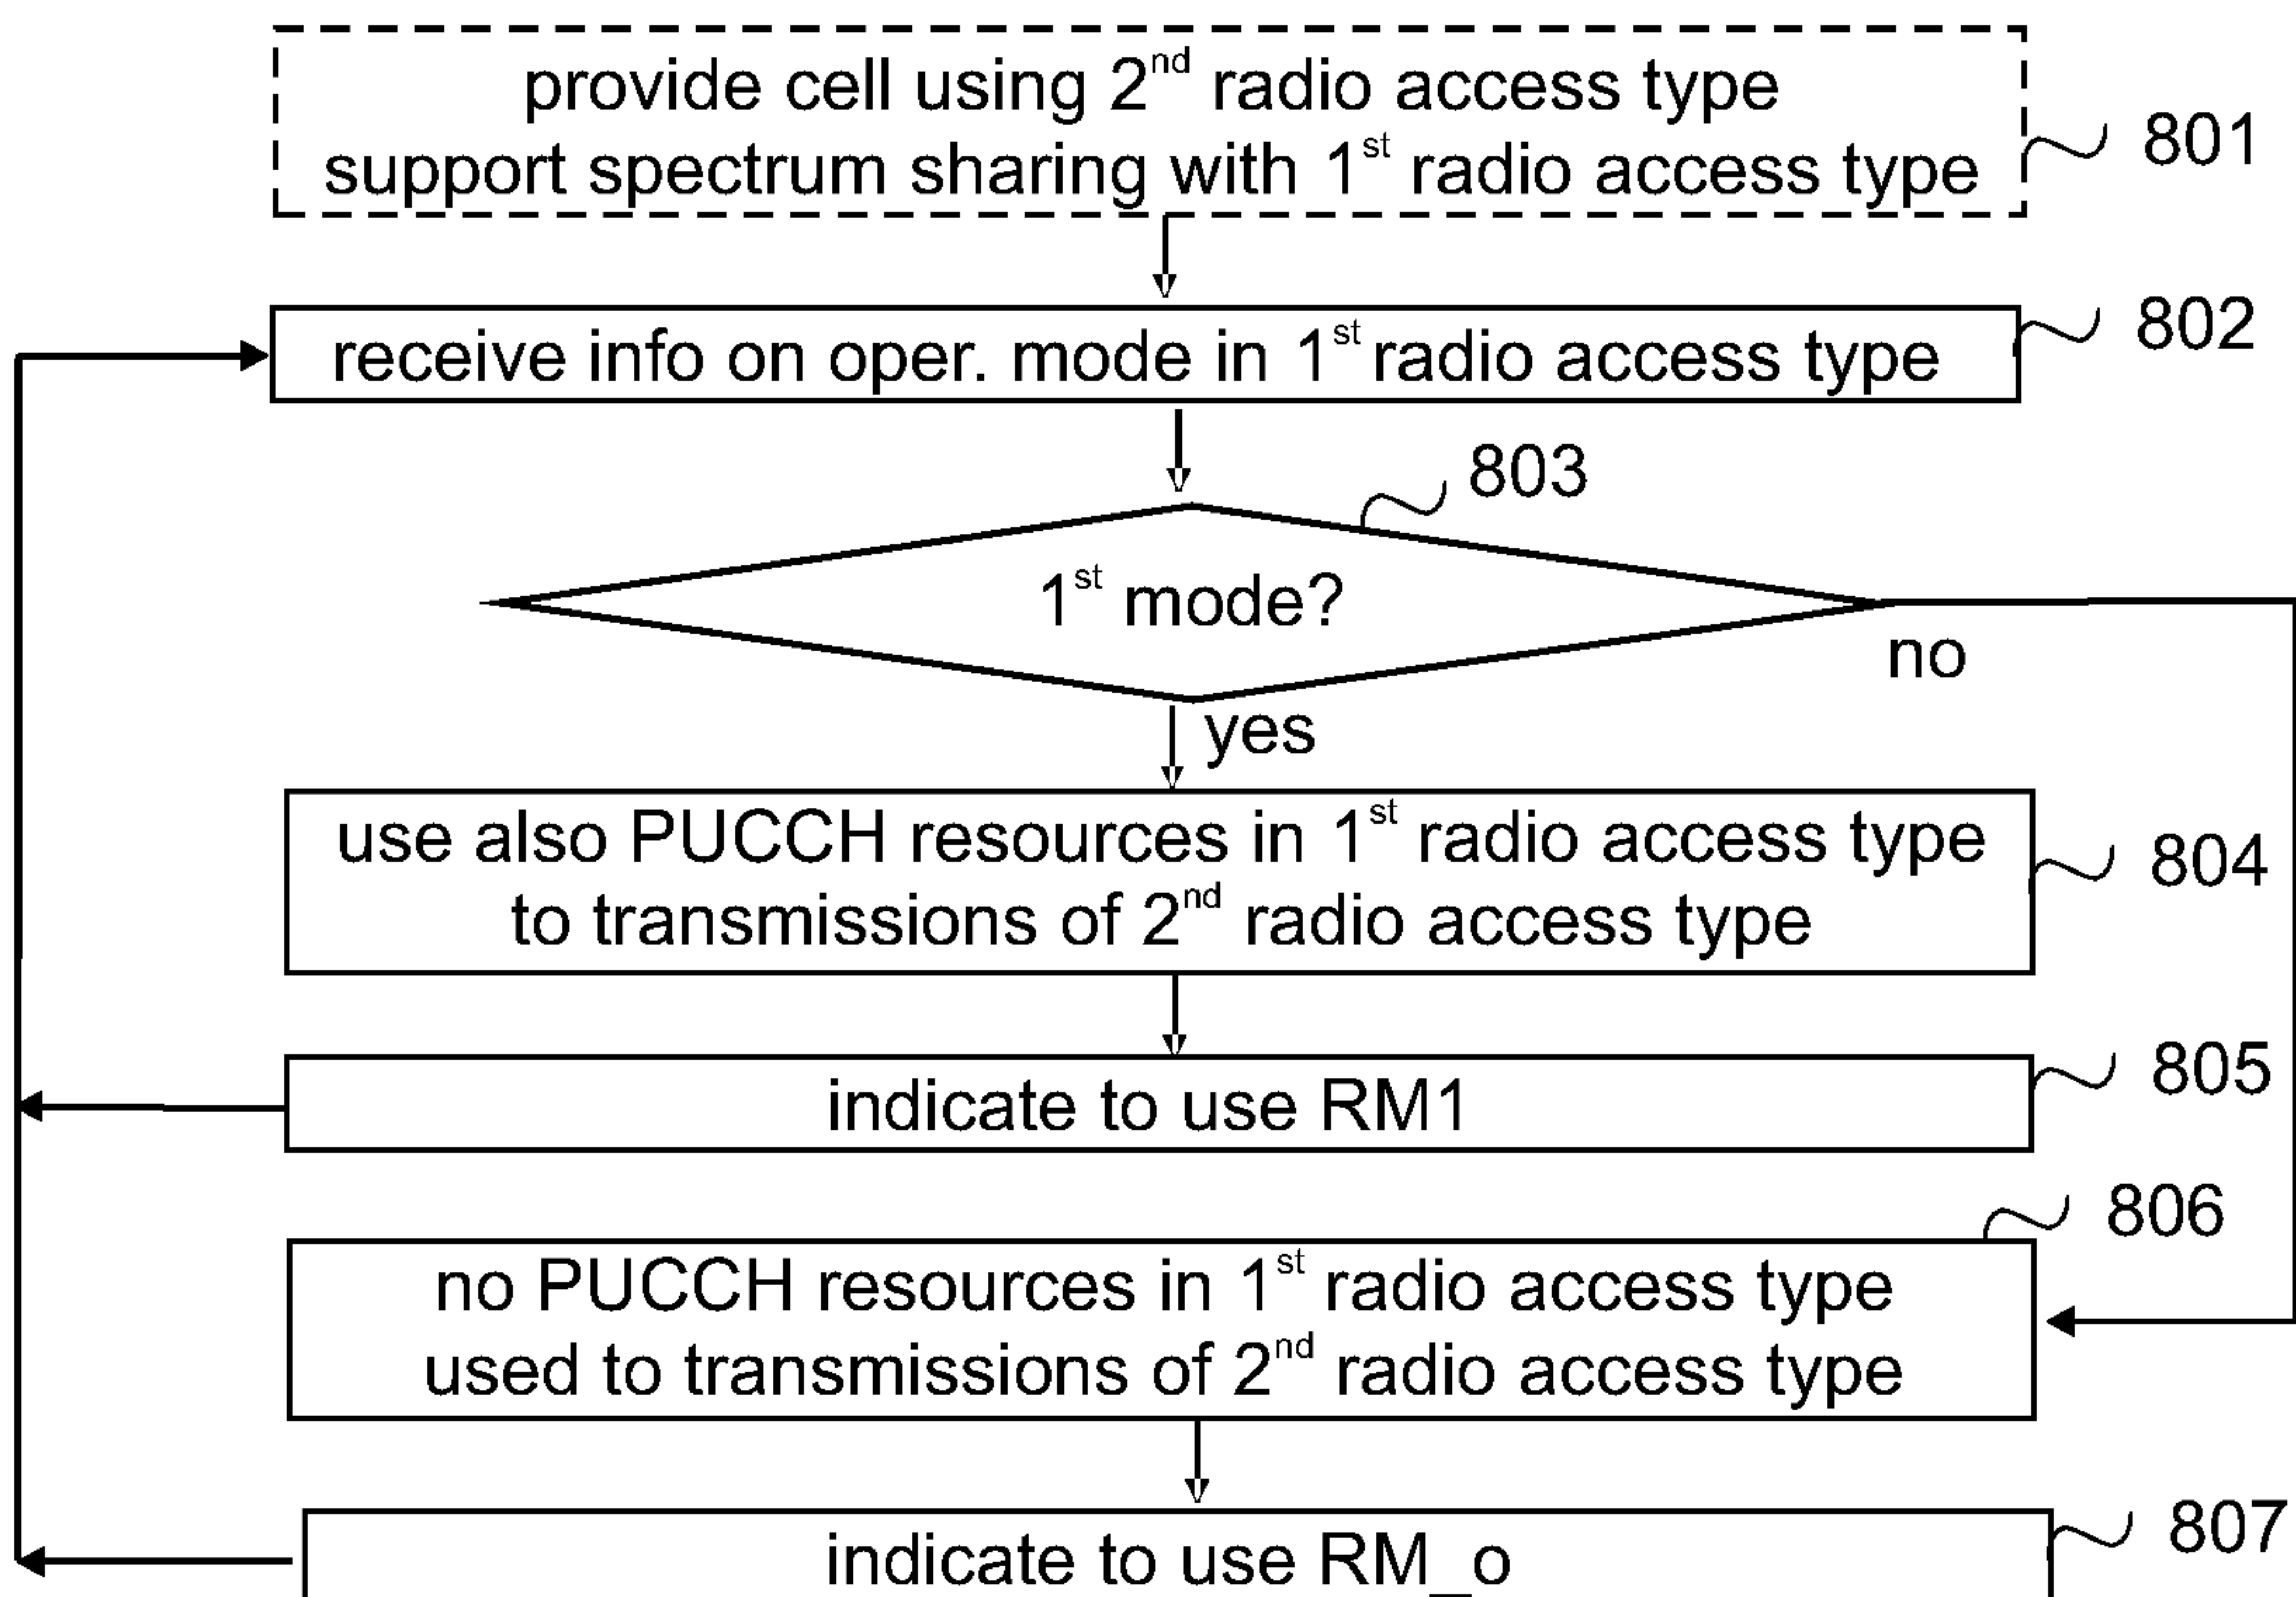 provide cell using 2nd radio access type
support spectrum sharing with 1st radio access type
801
receive info on oper. mode in 1st radio access type
802
803
1st mode?
no
yes
use also PUCCH resources in 1st radio access type
to transmissions of 2nd radio access type
804
indicate to use RM1
805
806
no PUCCH resources in 1st radio access type
used to transmissions of 2nd radio access type
indicate to use RM_o
807